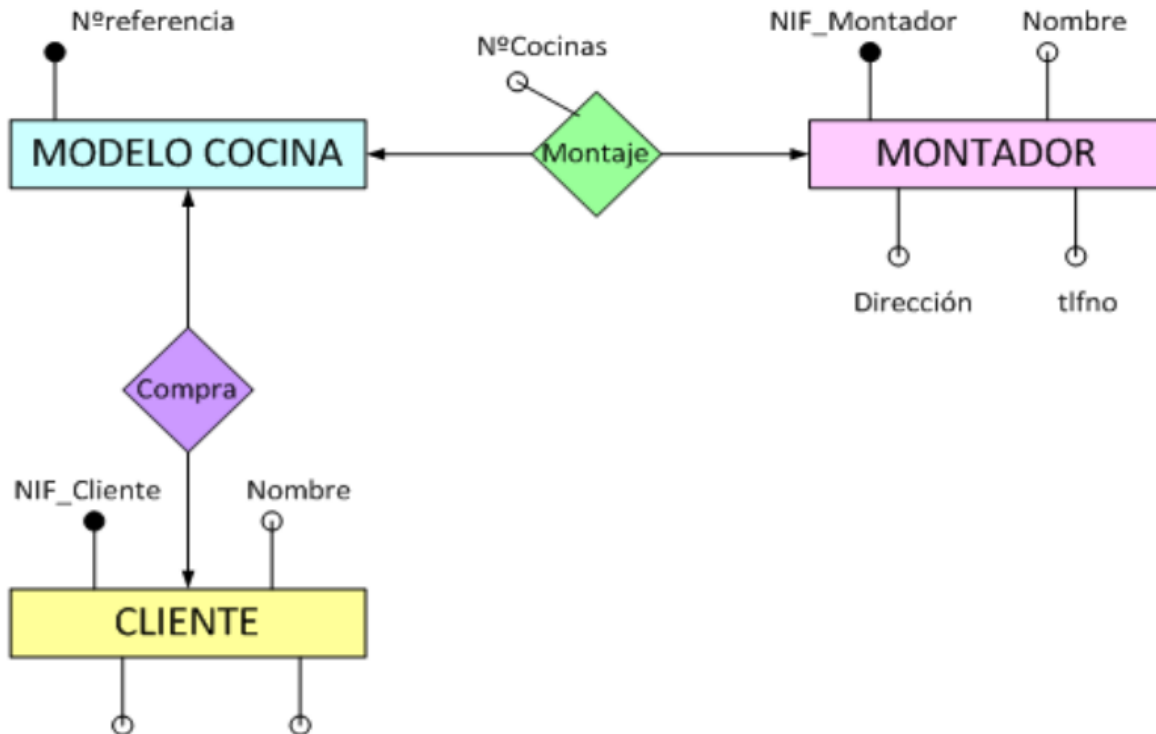 Nºreferencia
NIF_Montador
Nombre
NºCocinas
MODELO COCINA
Montaje
MONTADOR
Dirección
tlfno
Compra
NIF_Cliente
Nombre
CLIENTE